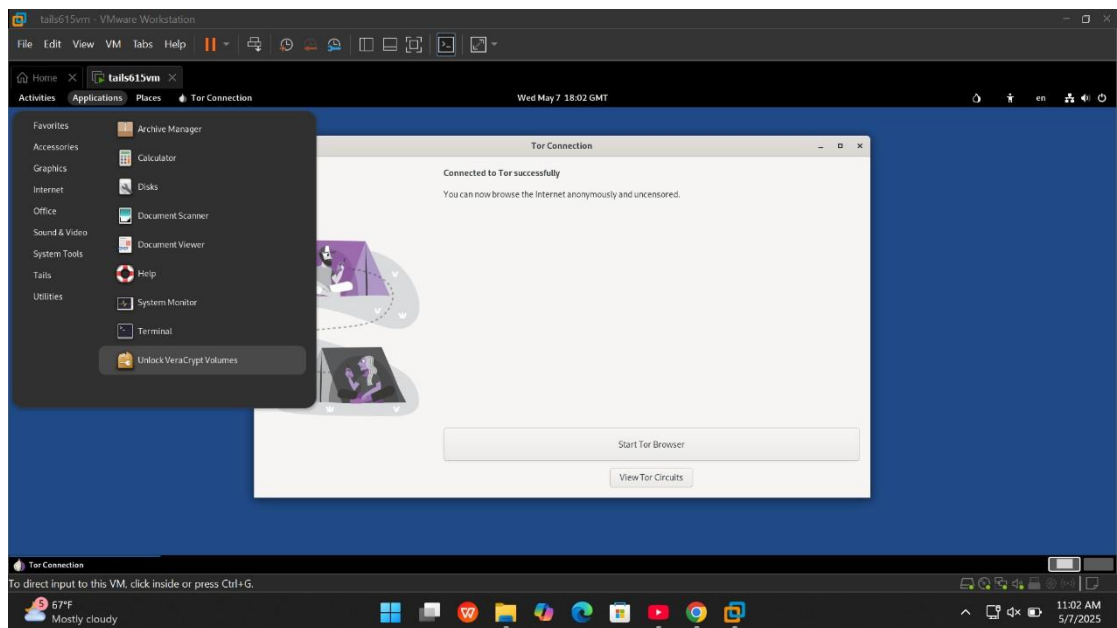 tails615vm - VMware Workstation
File Edit View VM Tabs Help
Home tails615vm
Activities Applications Places Tor Connection Wed May 7 18:02 GMT en
Favorites
Accessories
Graphics
Internet
Office
Sound & Video
System Tools
Tails
Utilities
Archive Manager
Calculator
Disks
Document Scanner
Document Viewer
Help
System Monitor
Terminal
Unlock VeraCrypt Volumes
Tor Connection
Connected to Tor successfully
You can now browse the Internet anonymously and uncensored.
Start Tor Browser
View Tor Circuits
Tor Connection
To direct input to this VM, click inside or press Ctrl+G.
5
67°F
Mostly cloudy
11:02 AM
5/7/2025